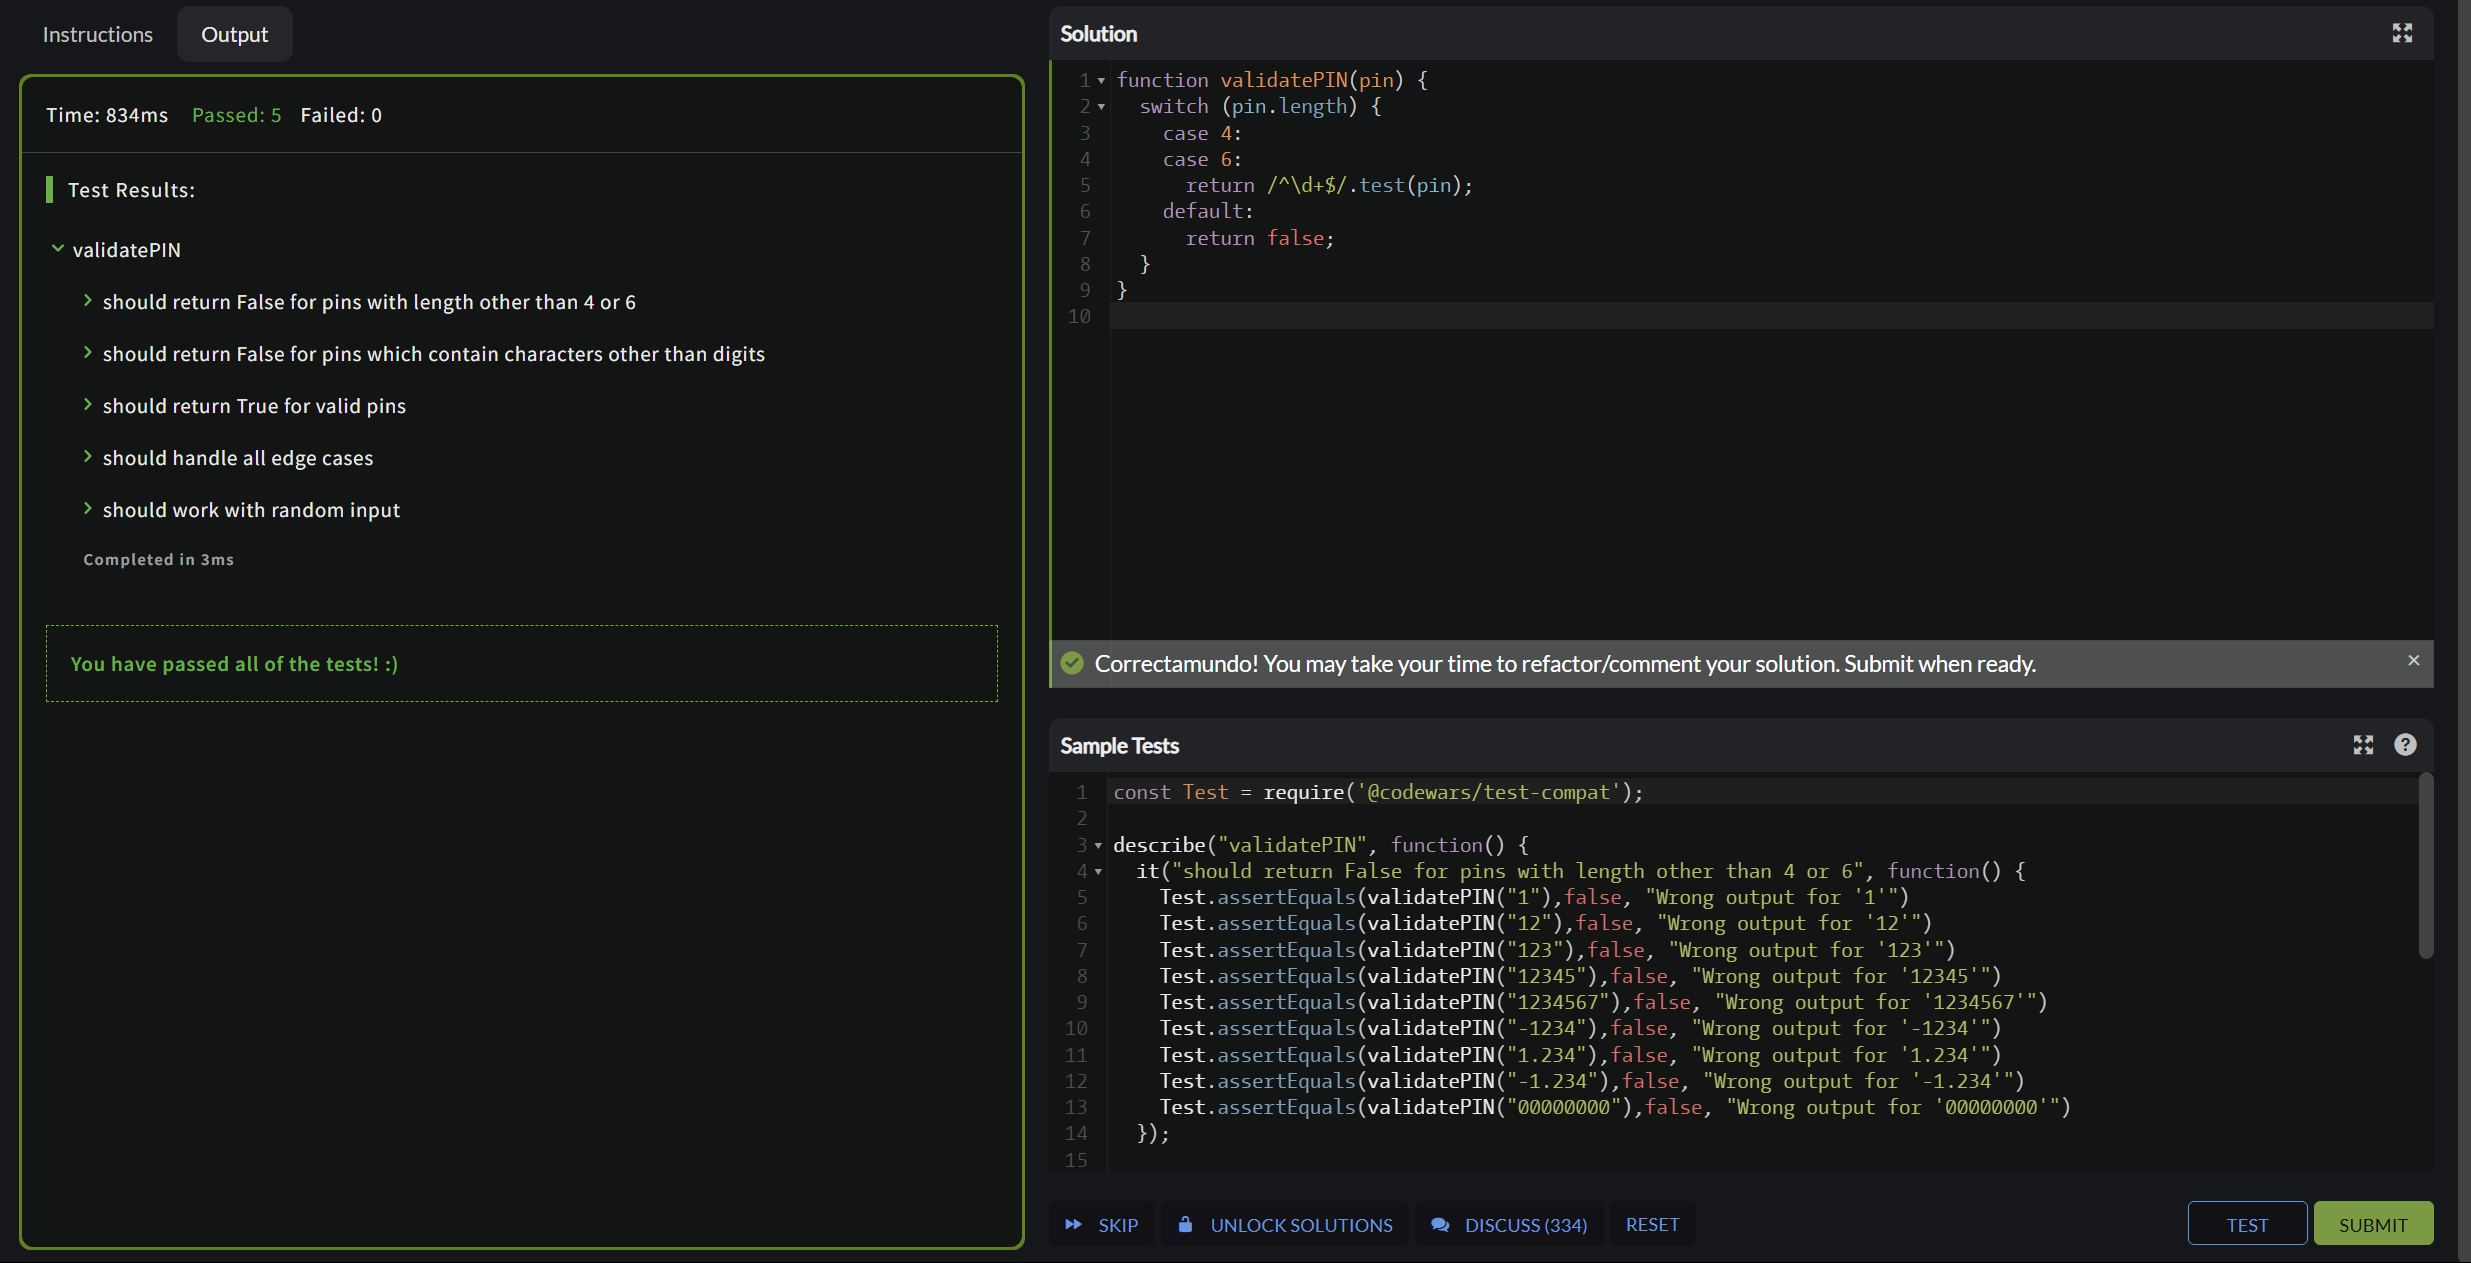 Instructions
Output
Time: 834ms Passed: 5 Failed: 0
Test Results:
validatePIN
should return False for pins with length other than 4 or 6
should return False for pins which contain characters other than digits
should return True for valid pins
should handle all edge cases
should work with random input
Completed in 3ms
You have passed all of the tests! :)
Solution
1 function validatePIN(pin) {
2   switch (pin.length) {
3     case 4:
4     case 6:
5       return /^\d+$/.test(pin);
6     default:
7       return false;
8   }
9 }
10
Correctamundo! You may take your time to refactor/comment your solution. Submit when ready.
Sample Tests
1 const Test = require('@codewars/test-compat');
2
3 describe("validatePIN", function() {
4   it("should return False for pins with length other than 4 or 6", function() {
5     Test.assertEquals(validatePIN("1"),false, "Wrong output for '1'")
6     Test.assertEquals(validatePIN("12"),false, "Wrong output for '12'")
7     Test.assertEquals(validatePIN("123"),false, "Wrong output for '123'")
8     Test.assertEquals(validatePIN("12345"),false, "Wrong output for '12345'")
9     Test.assertEquals(validatePIN("1234567"),false, "Wrong output for '1234567'")
10     Test.assertEquals(validatePIN("-1234"),false, "Wrong output for '-1234'")
11     Test.assertEquals(validatePIN("1.234"),false, "Wrong output for '1.234'")
12     Test.assertEquals(validatePIN("-1.234"),false, "Wrong output for '-1.234'")
13     Test.assertEquals(validatePIN("00000000"),false, "Wrong output for '00000000'")
14   });
15
SKIP
UNLOCK SOLUTIONS
DISCUSS (334)
RESET
TEST
SUBMIT